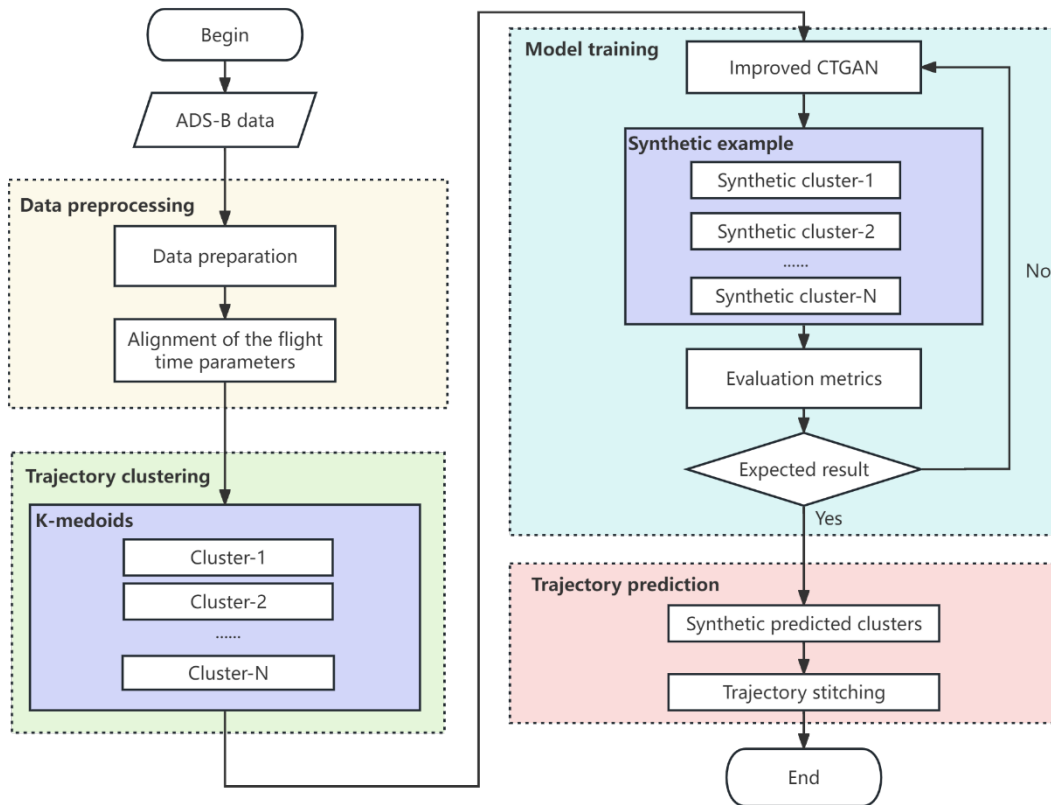 Begin
ADS-B data
Data preprocessing
Data preparation
Alignment of the flight
time parameters
Trajectory clustering
K-medoids
Cluster-1
Cluster-2
......
Cluster-N
Model training
Improved CTGAN
Synthetic example
Synthetic cluster-1
Synthetic cluster-2
......
Synthetic cluster-N
No
Evaluation metrics
Expected result
Yes
Trajectory prediction
Synthetic predicted clusters
Trajectory stitching
End